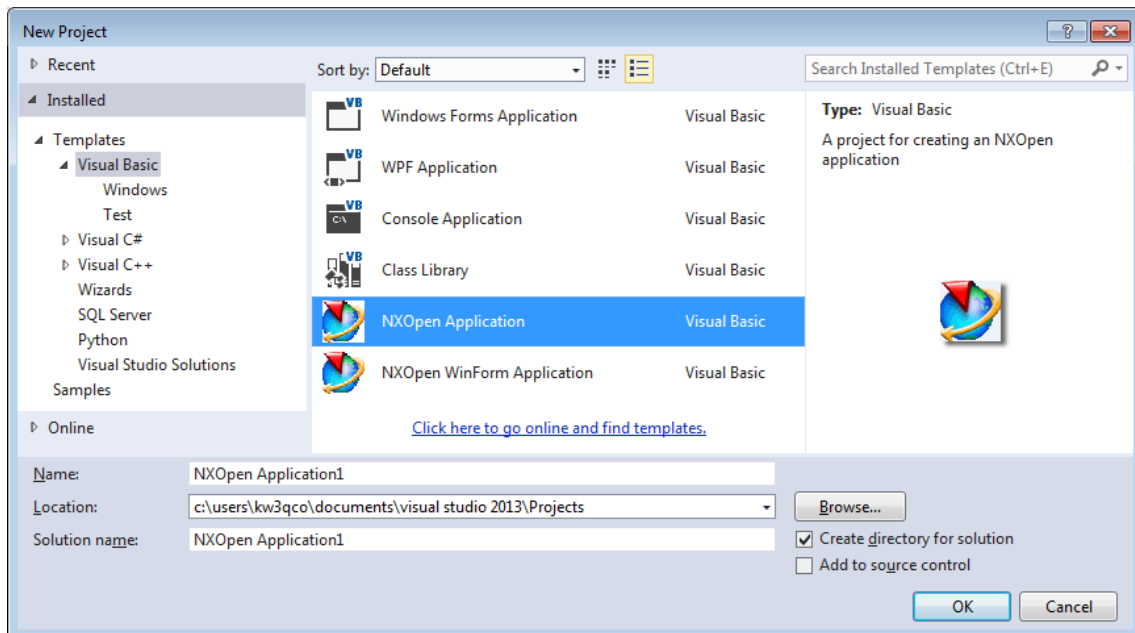 New Project
Recent
Installed
Templates
Visual Basic
Windows
Test
Visual C#
Visual C++
Wizards
SQL Server
Python
Visual Studio Solutions
Samples
Online
Sort by: Default
Search Installed Templates (Ctrl+E)
VB Windows Forms Application Visual Basic
VB WPF Application Visual Basic
VB C:\ Console Application Visual Basic
VB Class Library Visual Basic
NXOpen Application Visual Basic
NXOpen WinForm Application Visual Basic
Click here to go online and find templates.
Type: Visual Basic
A project for creating an NXOpen
application
Name: NXOpen Application1
Location: c:\users\kw3qco\documents\visual studio 2013\Projects Browse...
Solution name: NXOpen Application1
Create directory for solution
Add to source control
OK Cancel